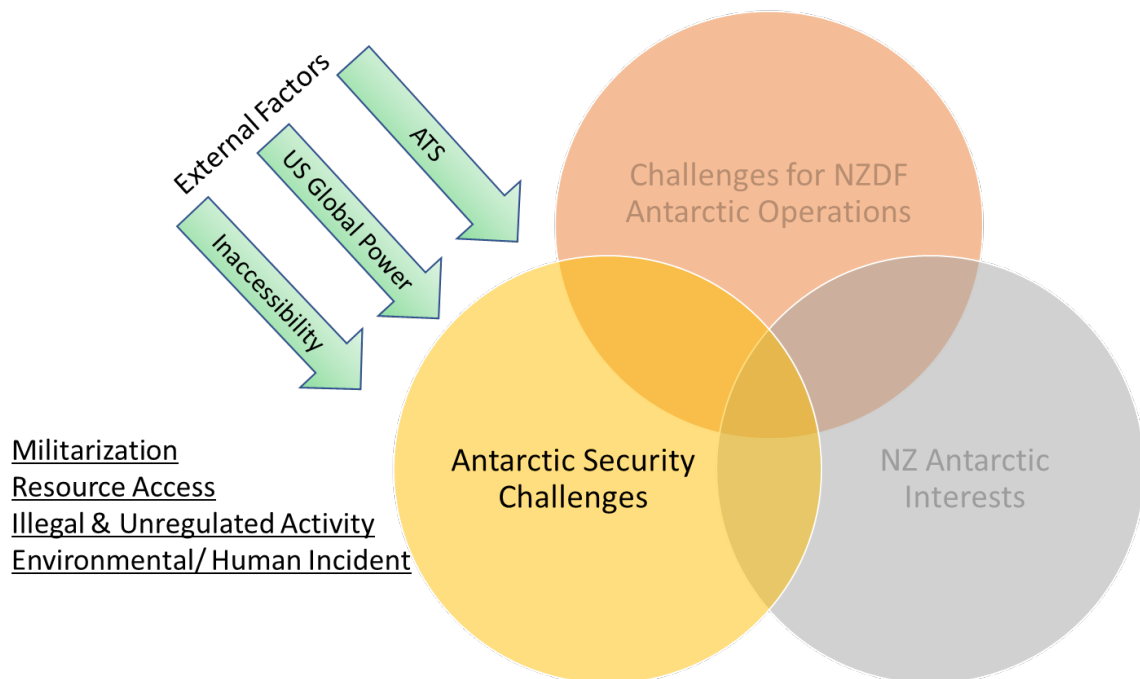 External Factors
ATS
US Global Power
Inaccessibility
Challenges for NZDF
Antarctic Operations
Militarization
Resource Access
Illegal & Unregulated Activity
Environmental/ Human Incident
Antarctic Security
Challenges
NZ Antarctic
Interests